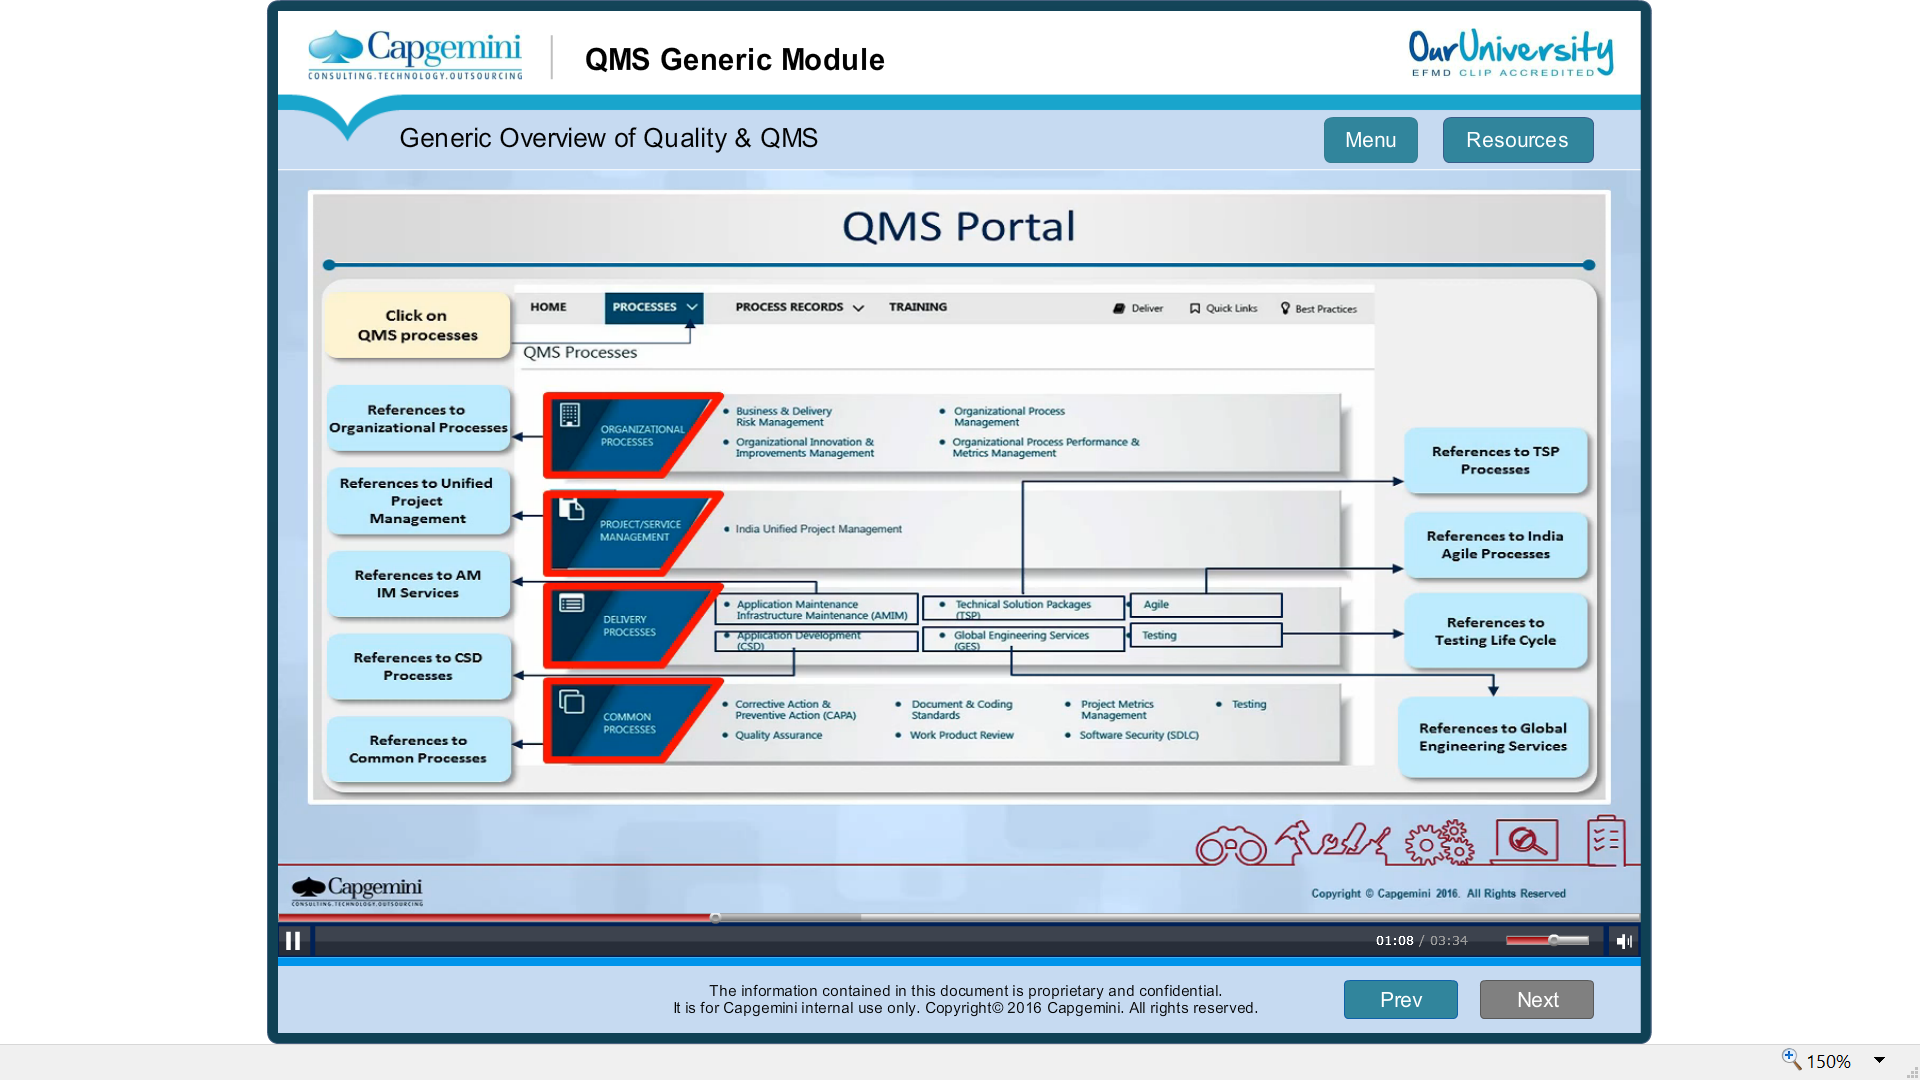 Capgemini
CONSULTING.TECHNOLOGY.OUTSOURCING
QMS Generic Module
OurUniversity
EFMD CLIP ACCREDITED
Generic Overview of Quality & QMS
Menu
Resources
QMS Portal
Click on
QMS processes
HOME
PROCESSES
PROCESS RECORDS
TRAINING
Deliver
Quick Links
Best Practices
QMS Processes
References to
Organizational Processes
References to Unified
Project
Management
References to AM
IM Services
References to CSD
Processes
References to
Common Processes
ORGANIZATIONAL
PROCESSES
• Business & Delivery
Risk Management
• Organizational Innovation &
Improvements Management
• Organizational Process
Management
• Organizational Process Performance &
Metrics Management
PROJECT/SERVICE
MANAGEMENT
• India Unified Project Management
DELIVERY
PROCESSES
• Application Maintenance
Infrastructure Maintenance (AMIM)
• Application Development
(CSD)
• Technical Solution Packages
(TSP)
• Global Engineering Services
(GES)
• Agile
• Testing
COMMON
PROCESSES
• Corrective Action &
Preventive Action (CAPA)
• Quality Assurance
• Document & Coding
Standards
• Work Product Review
• Project Metrics
Management
• Software Security (SDLC)
• Testing
References to TSP
Processes
References to India
Agile Processes
References to
Testing Life Cycle
References to Global
Engineering Services
Capgemini
CONSULTING.TECHNOLOGY.OUTSOURCING
Copyright © Capgemini 2016. All Rights Reserved
01:08 / 03:34
The information contained in this document is proprietary and confidential.
It is for Capgemini internal use only. Copyright© 2016 Capgemini. All rights reserved.
Prev
Next
150%